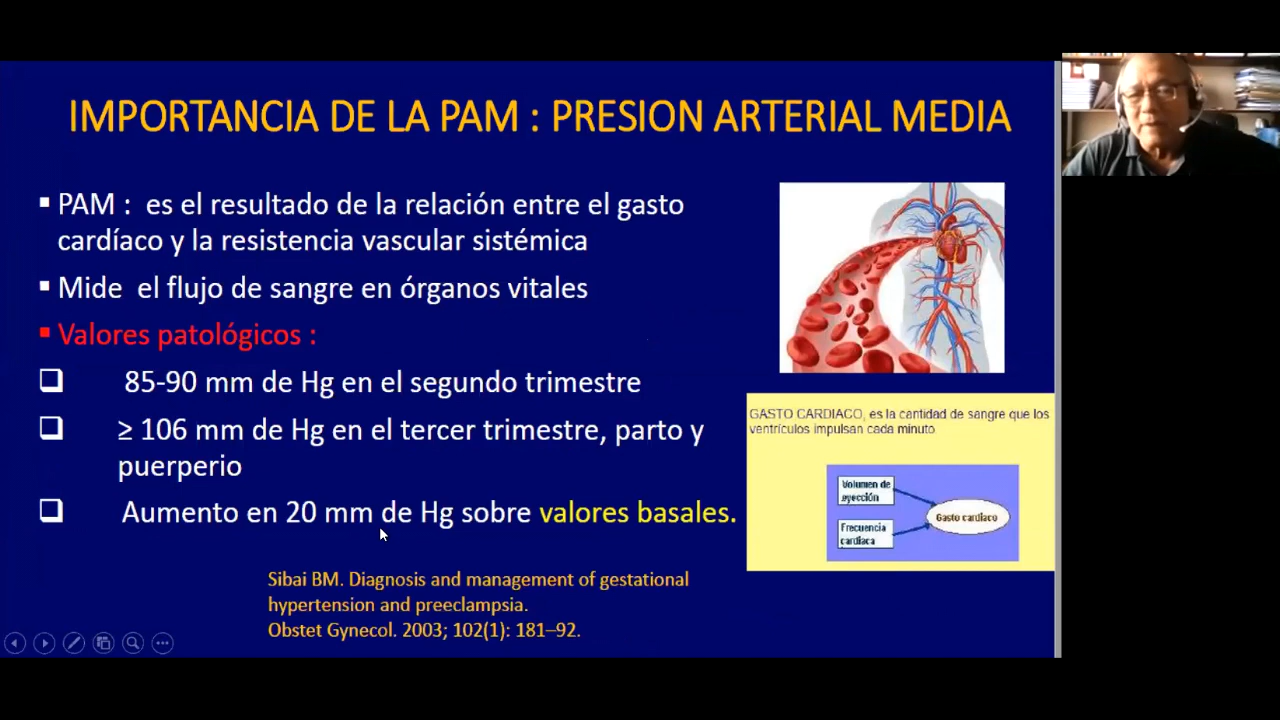 IMPORTANCIA DE LA PAM : PRESION ARTERIAL MEDIA
PAM : es el resultado de la relación entre el gasto
cardíaco y la resistencia vascular sistémica
Mide el flujo de sangre en órganos vitales
Valores patológicos :
85-90 mm de Hg en el segundo trimestre
≥ 106 mm de Hg en el tercer trimestre, parto y
puerperio
Aumento en 20 mm de Hg sobre valores basales.
Sibai BM. Diagnosis and management of gestational
hypertension and preeclampsia.
Obstet Gynecol. 2003; 102(1): 181–92.
GASTO CARDIACO, es la cantidad de sangre que los
ventrículos impulsan cada minuto
Volumen de
eyección
Frecuencia
cardíaca
Gasto cardíaco